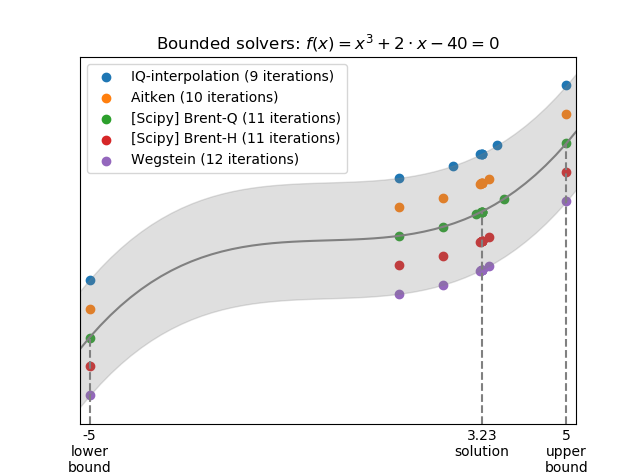 Bounded solvers: f(x) = x³ + 2 · x − 40 = 0
IQ-interpolation (9 iterations)
Aitken (10 iterations)
[Scipy] Brent-Q (11 iterations)
[Scipy] Brent-H (11 iterations)
Wegstein (12 iterations)
-5
lower
bound
3.23
solution
5
upper
bound